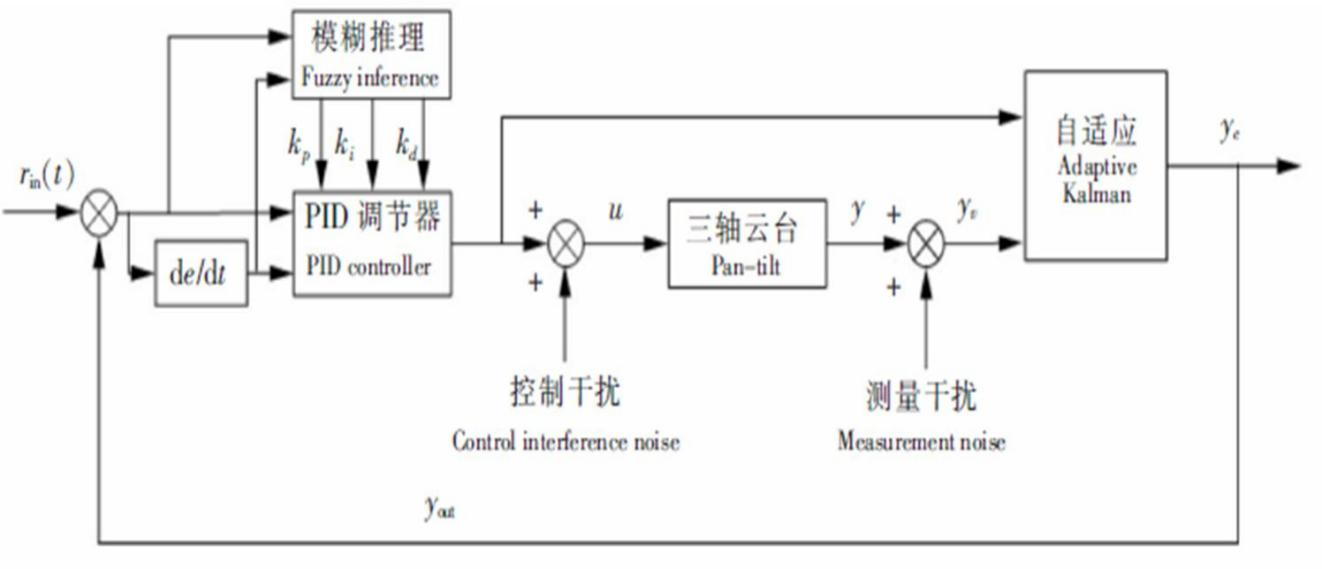 模糊推理
Fuzzy inference
k_p k_i k_d
r_in(t)
PID 调节器
PID controller
de/dt
+
+
u
三轴云台
Pan-tilt
y
+
+
y_v
自适应
Adaptive
Kalman
y_e
控制干扰
Control interference noise
测量干扰
Measurement noise
y_out